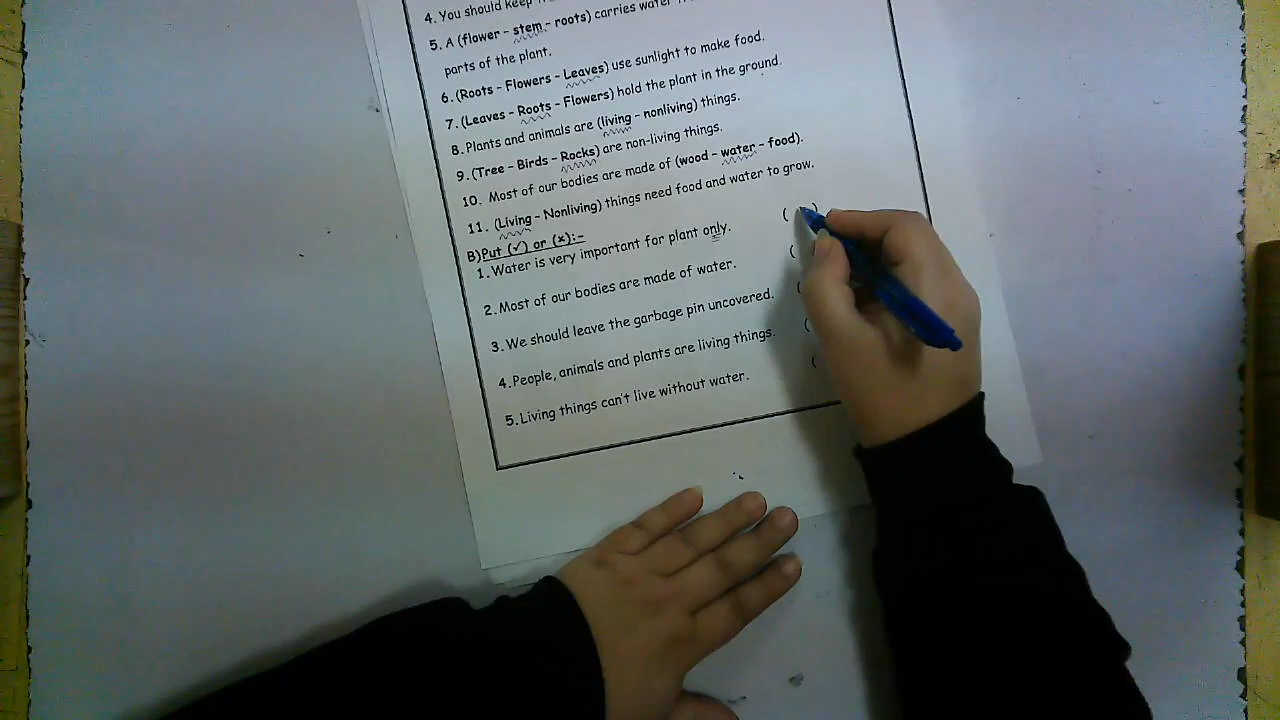 4. You should keep
5. A (flower - stem - roots) carries water
parts of the plant.
6. (Roots - Flowers - Leaves) use sunlight to make food.
7. (Leaves - Roots - Flowers) hold the plant in the ground.
8. Plants and animals are (living - nonliving) things.
9. (Tree - Birds - Rocks) are non-living things.
10. Most of our bodies are made of (wood - water - food).
11. (Living - Nonliving) things need food and water to grow.
B)Put (✓) or (×):-
1. Water is very important for plant only. ( )
2. Most of our bodies are made of water. (
3. We should leave the garbage pin uncovered. (
4. People, animals and plants are living things. (
5. Living things can't live without water. (